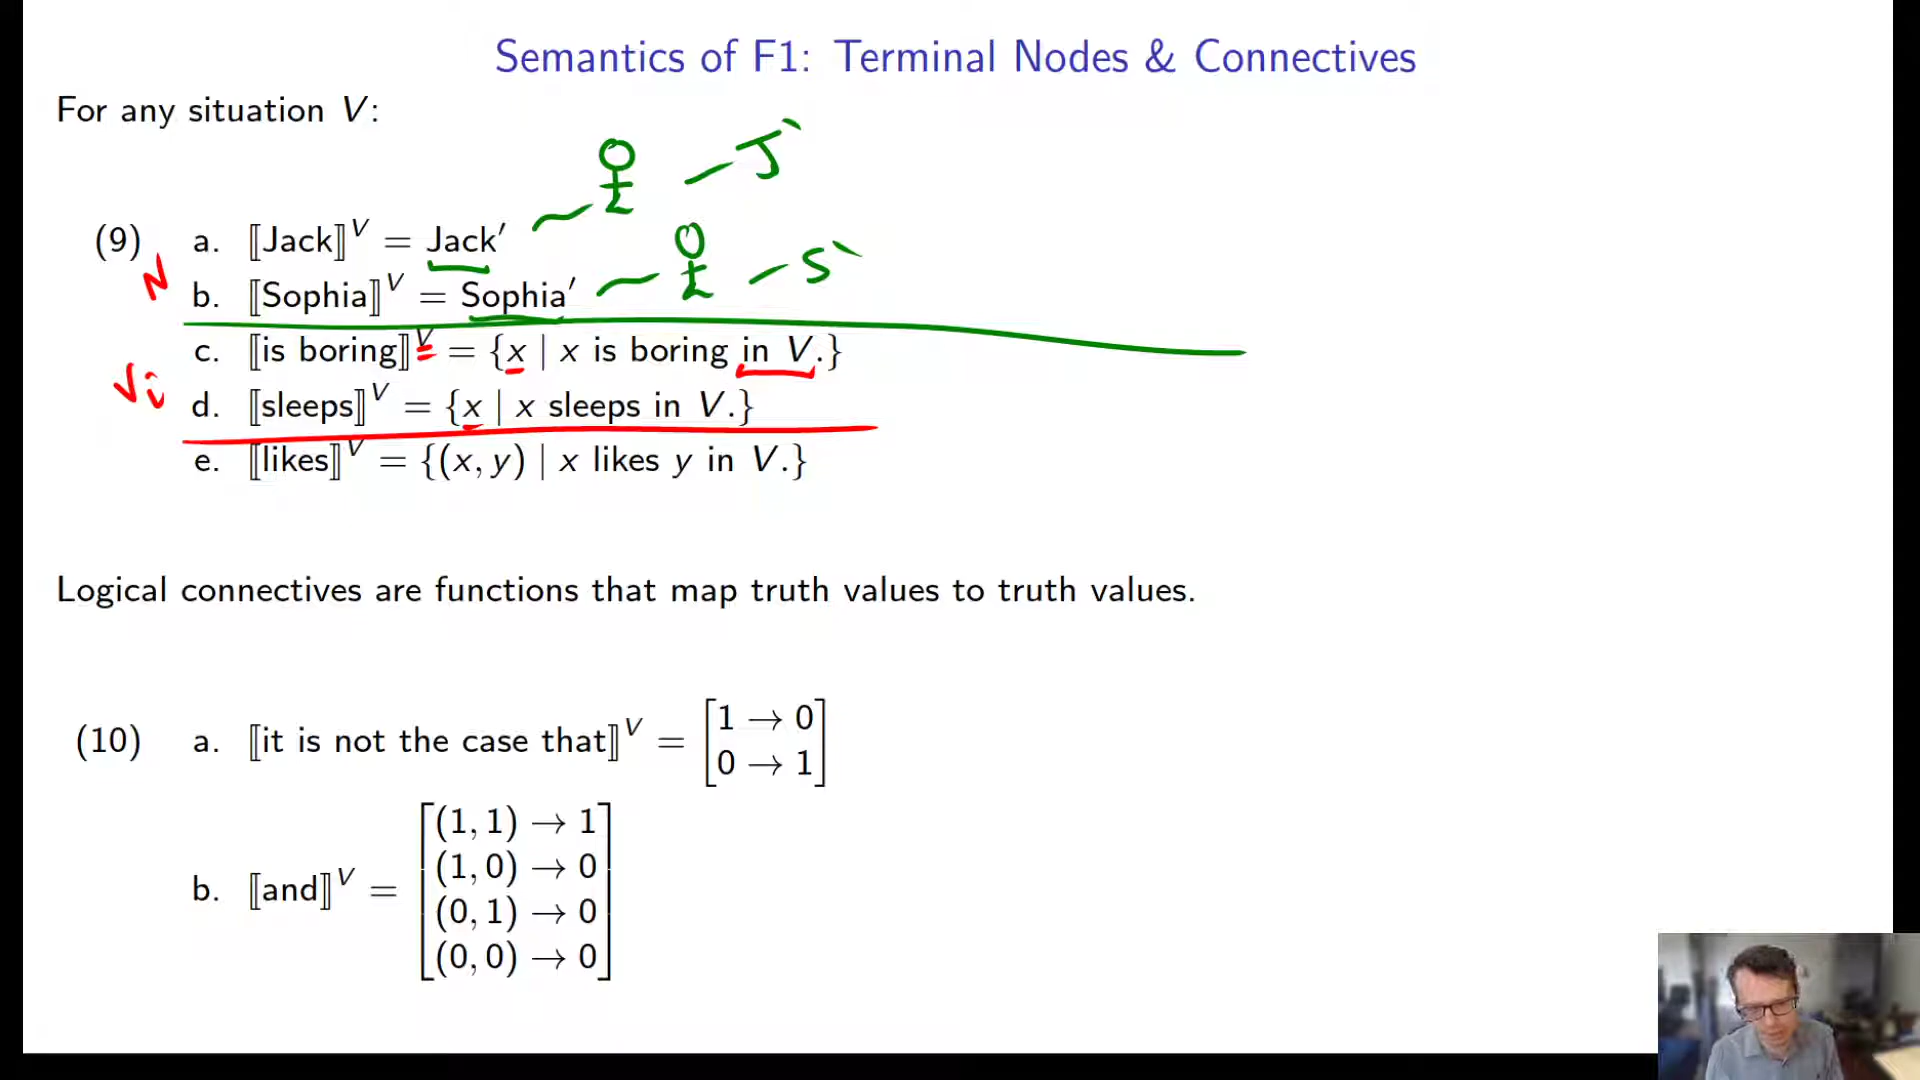 Semantics of F1: Terminal Nodes & Connectives
For any situation V:
J`
(9) a. ⟦Jack⟧^V = Jack′
S`
N b. ⟦Sophia⟧^V = Sophia′
c. ⟦is boring⟧^V = {x | x is boring in V.}
Vi d. ⟦sleeps⟧^V = {x | x sleeps in V.}
e. ⟦likes⟧^V = {(x, y) | x likes y in V.}
Logical connectives are functions that map truth values to truth values.
(10) a. ⟦it is not the case that⟧^V = [1 → 0
0 → 1]
b. ⟦and⟧^V = [(1, 1) → 1
(1, 0) → 0
(0, 1) → 0
(0, 0) → 0]